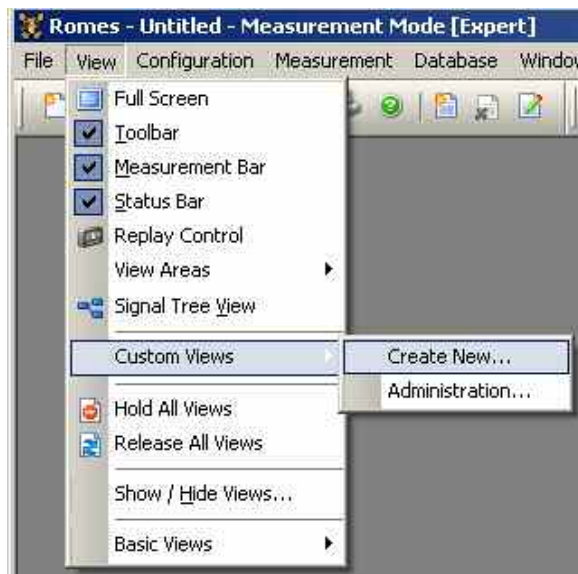 Romes - Untitled - Measurement Mode [Expert]
File View Configuration Measurement Database Window
Full Screen
Toolbar
Measurement Bar
Status Bar
Replay Control
View Areas
Signal Tree View
Custom Views
Create New...
Administration...
Hold All Views
Release All Views
Show / Hide Views...
Basic Views